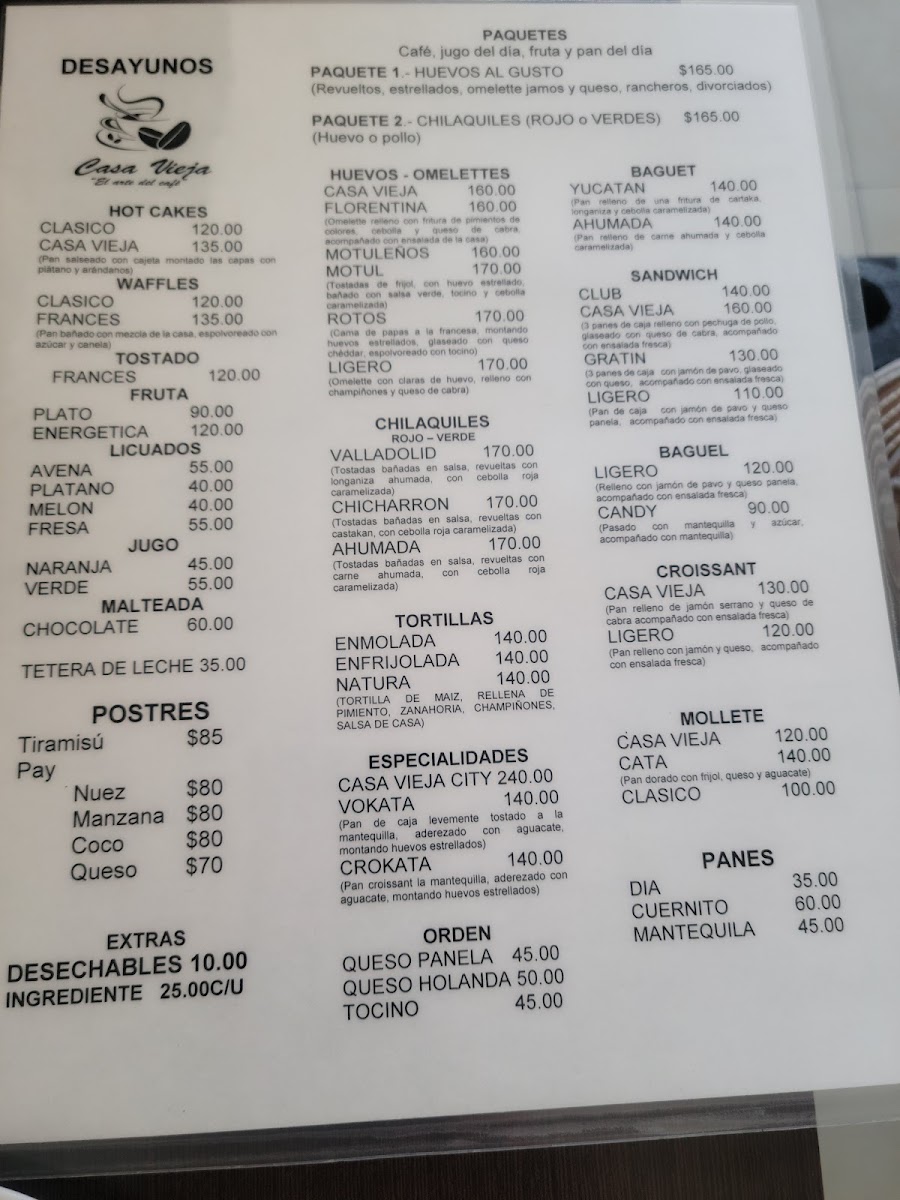 DESAYUNOS
Casa Vieja
"El arte del café"
HOT CAKES
CLASICO 120.00
CASA VIEJA 135.00
(Pan salseado con cajeta montado las capas con
plátano y arándanos)
WAFFLES
CLASICO 120.00
FRANCES 135.00
(Pan bañado con mezcla de la casa, espolvoreado con
azúcar y canela)
TOSTADO
FRANCES 120.00
FRUTA
PLATO 90.00
ENERGETICA 120.00
LICUADOS
AVENA 55.00
PLATANO 40.00
MELON 40.00
FRESA 55.00
JUGO
NARANJA 45.00
VERDE 55.00
MALTEADA
CHOCOLATE 60.00
TETERA DE LECHE 35.00
POSTRES
Tiramisú $85
Pay
Nuez $80
Manzana $80
Coco $80
Queso $70
EXTRAS
DESECHABLES 10.00
INGREDIENTE 25.00C/U
PAQUETES
Café, jugo del día, fruta y pan del día
PAQUETE 1.- HUEVOS AL GUSTO $165.00
(Revueltos, estrellados, omelette jamos y queso, rancheros, divorciados)
PAQUETE 2.- CHILAQUILES (ROJO o VERDES) $165.00
(Huevo o pollo)
HUEVOS - OMELETTES
CASA VIEJA 160.00
FLORENTINA 160.00
(Omelette relleno con fritura de pimientos de
colores, cebolla y queso de cabra,
acompañado con ensalada de la casa)
MOTULEÑOS 160.00
MOTUL 170.00
(Tostadas de frijol, con huevo estrellado,
bañado con salsa verde, tocino y cebolla
caramelizada)
ROTOS 170.00
(Cama de papas a la francesa, montando
huevos estrellados, glaseado con queso
chéddar, espolvoreado con tocino)
LIGERO 170.00
(Omelette con claras de huevo, relleno con
champiñones y queso de cabra)
CHILAQUILES
ROJO – VERDE
VALLADOLID 170.00
(Tostadas bañadas en salsa, revueltas con
longaniza ahumada, con cebolla roja
caramelizada)
CHICHARRON 170.00
(Tostadas bañadas en salsa, revueltas con
castakan, con cebolla roja caramelizada)
AHUMADA 170.00
(Tostadas bañadas en salsa, revueltas con
carne ahumada, con cebolla roja
caramelizada)
TORTILLAS
ENMOLADA 140.00
ENFRIJOLADA 140.00
NATURA 140.00
(TORTILLA DE MAIZ, RELLENA DE
PIMIENTO, ZANAHORIA, CHAMPIÑONES,
SALSA DE CASA)
ESPECIALIDADES
CASA VIEJA CITY 240.00
VOKATA 140.00
(Pan de caja levemente tostado a la
mantequilla, aderezado con aguacate,
montando huevos estrellados)
CROKATA 140.00
(Pan croissant la mantequilla, aderezado con
aguacate, montando huevos estrellados)
ORDEN
QUESO PANELA 45.00
QUESO HOLANDA 50.00
TOCINO 45.00
BAGUET
YUCATAN 140.00
(Pan relleno de una fritura de cartaka,
longaniza y cebolla caramelizada)
AHUMADA 140.00
(Pan relleno de carne ahumada y cebolla
caramelizada)
SANDWICH
CLUB 140.00
CASA VIEJA 160.00
(3 panes de caja relleno con pechuga de pollo,
glaseado con queso de cabra, acompañado
con ensalada fresca)
GRATIN 130.00
(3 panes de caja con jamón de pavo, glaseado
con queso, acompañado con ensalada fresca)
LIGERO 110.00
(Pan de caja con jamón de pavo y queso
panela, acompañado con ensalada fresca)
BAGUEL
LIGERO 120.00
(Relleno con jamón de pavo y queso panela,
acompañado con ensalada fresca)
CANDY 90.00
(Pasado con mantequilla y azúcar,
acompañado con mantequilla)
CROISSANT
CASA VIEJA 130.00
(Pan relleno de jamón serrano y queso de
cabra acompañado con ensalada fresca)
LIGERO 120.00
(Pan relleno con jamón y queso, acompañado
con ensalada fresca)
MOLLETE
CASA VIEJA 120.00
CATA 140.00
(Pan dorado con frijol, queso y aguacate)
CLASICO 100.00
PANES
DIA 35.00
CUERNITO 60.00
MANTEQUILA 45.00